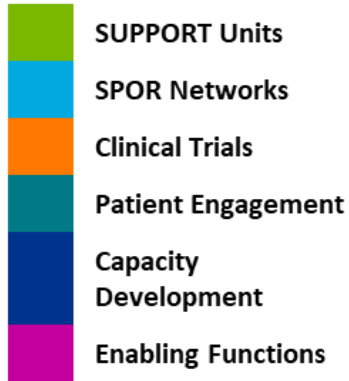 SUPPORT Units
SPOR Networks
Clinical Trials
Patient Engagement
Capacity
Development
Enabling Functions